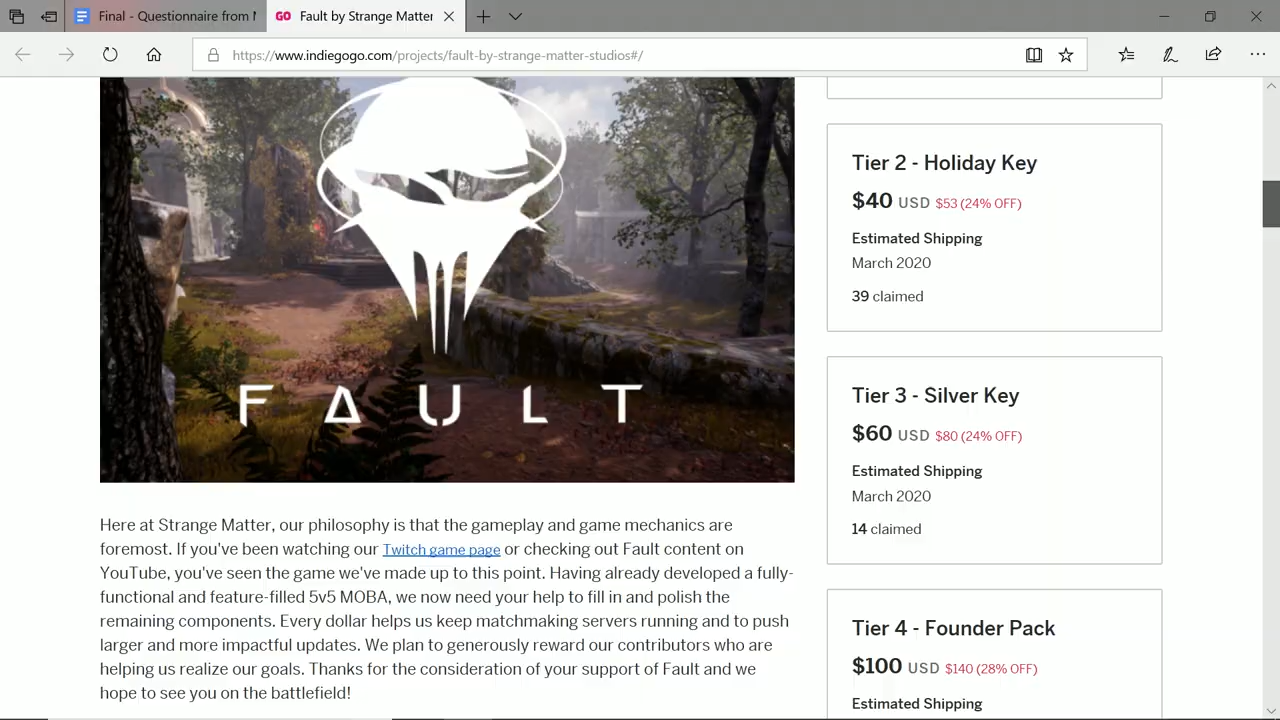 Final - Questionnaire from
GO Fault by Strange Matter
https://www.indiegogo.com/projects/fault-by-strange-matter-studios#/
FAULT
Here at Strange Matter, our philosophy is that the gameplay and game mechanics are
foremost. If you've been watching our Twitch game page or checking out Fault content on
YouTube, you've seen the game we've made up to this point. Having already developed a fully-
functional and feature-filled 5v5 MOBA, we now need your help to fill in and polish the
remaining components. Every dollar helps us keep matchmaking servers running and to push
larger and more impactful updates. We plan to generously reward our contributors who are
helping us realize our goals. Thanks for the consideration of your support of Fault and we
hope to see you on the battlefield!
Tier 2 - Holiday Key
$40 USD $53 (24% OFF)
Estimated Shipping
March 2020
39 claimed
Tier 3 - Silver Key
$60 USD $80 (24% OFF)
Estimated Shipping
March 2020
14 claimed
Tier 4 - Founder Pack
$100 USD $140 (28% OFF)
Estimated Shipping